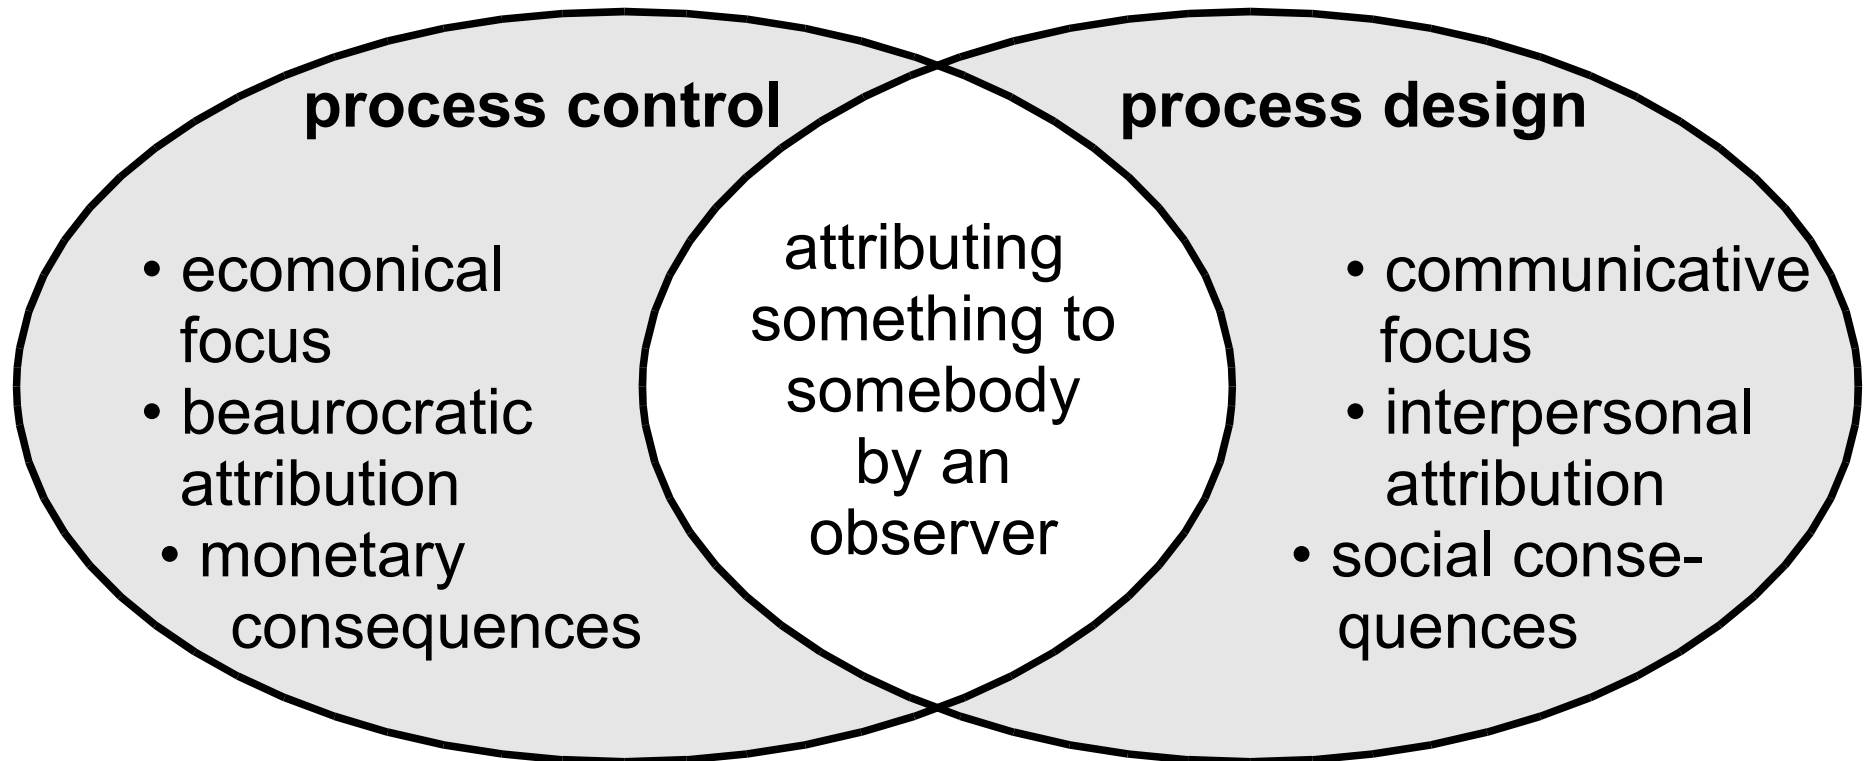 process control
• ecomonical
focus
• beaurocratic
attribution
• monetary
consequences
attributing
something to
somebody
by an
observer
process design
• communicative
focus
• interpersonal
attribution
• social conse-
quences